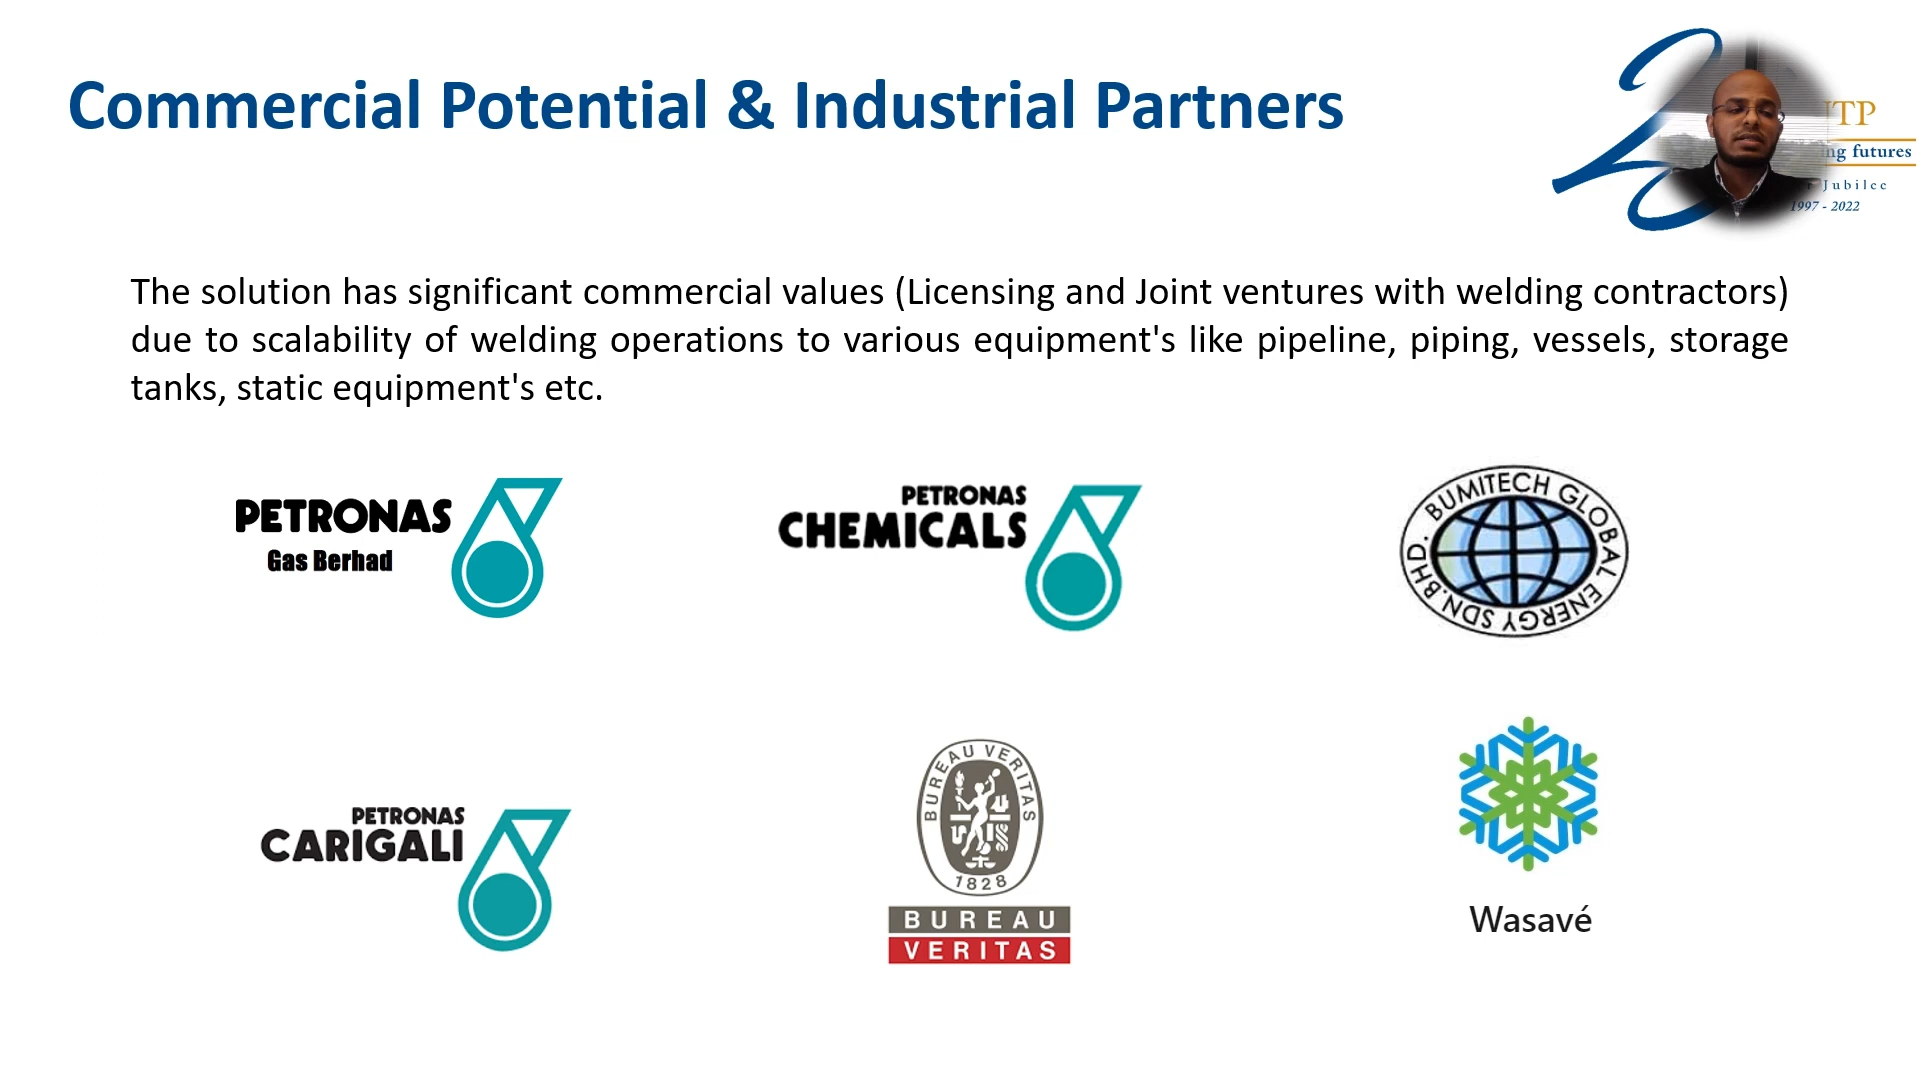 Commercial Potential & Industrial Partners
UTP
ng futures
Jubilee
1997 - 2022
The solution has significant commercial values (Licensing and Joint ventures with welding contractors)
due to scalability of welding operations to various equipment's like pipeline, piping, vessels, storage
tanks, static equipment's etc.
PETRONAS
Gas Berhad
PETRONAS
CHEMICALS
BUMITECH GLOBAL ENERGY SDN.BHD.
PETRONAS
CARIGALI
BUREAU VERITAS
1828
BUREAU
VERITAS
Wasavé